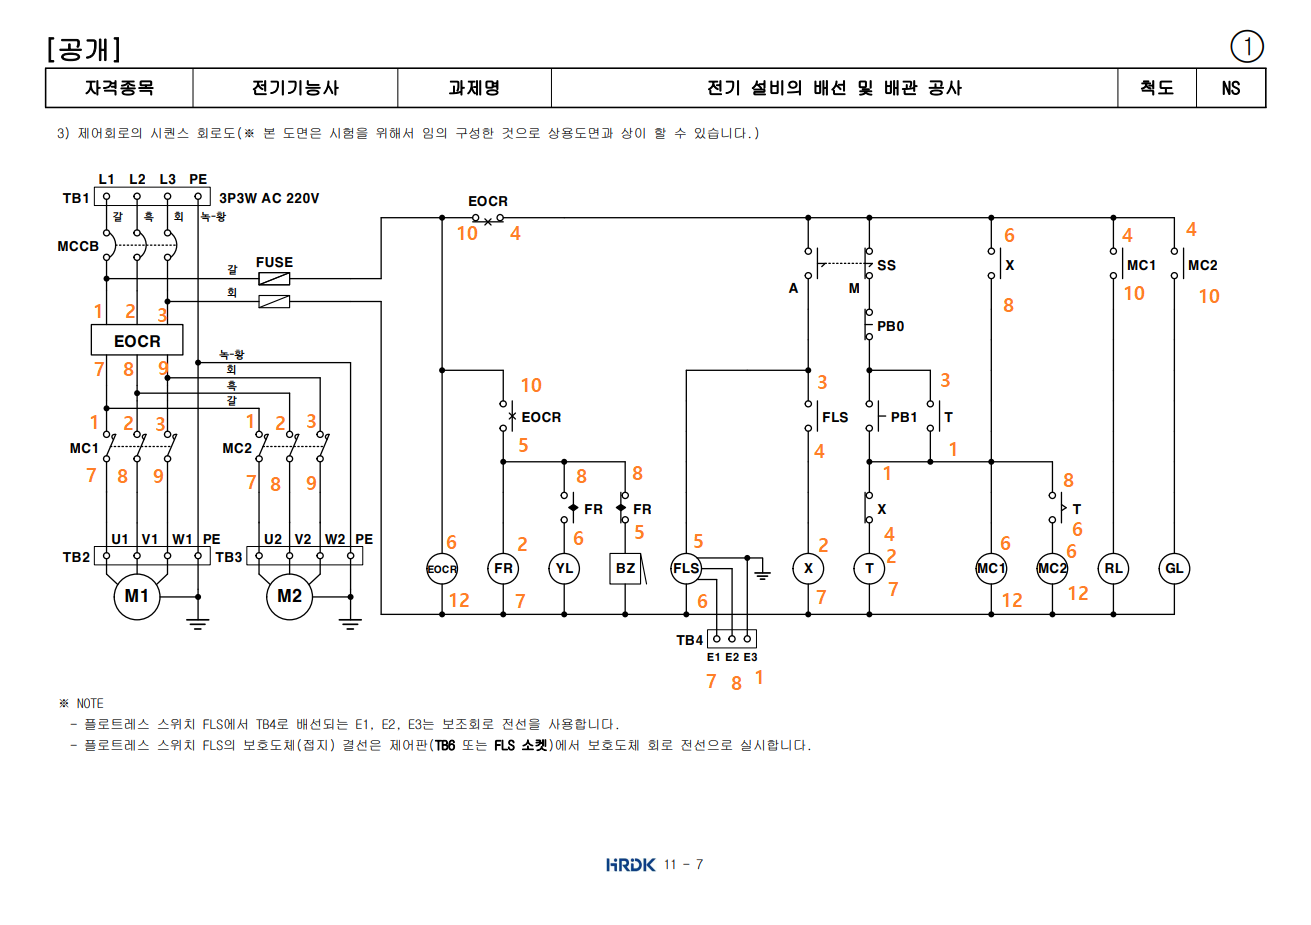 [공개]
①
자격종목 전기기능사 과제명 전기 설비의 배선 및 배관 공사 척도 NS
3) 제어회로의 시퀀스 회로도(※ 본 도면은 시험을 위해서 임의 구성한 것으로 상용도면과 상이 할 수 있습니다.)
L1 L2 L3 PE
TB1 3P3W AC 220V
갈 흑 회 녹-황
MCCB
EOCR
10 4
갈 FUSE
회
A SS
M
PB0
6
X
8
4
MC1
10
4
MC2
10
1 2 3
EOCR
7 8 9
녹-황
회
흑
갈
10
EOCR
5
3
FLS
4
PB1
3
T
1
1 2 3
MC1
7 8 9
1 2 3
MC2
7 8 9
8
FR
6
8
FR
5
1
X
4
8
T
6
U1 V1 W1 PE
TB2
M1
U2 V2 W2 PE
TB3
M2
6
EOCR
12
2
FR
7
YL
BZ
5
FLS
6
2
X
7
2
T
7
6
MC1
12
6
MC2
12
RL
GL
TB4
E1 E2 E3
7 8 1
※ NOTE
- 플로트레스 스위치 FLS에서 TB4로 배선되는 E1, E2, E3는 보조회로 전선을 사용합니다.
- 플로트레스 스위치 FLS의 보호도체(접지) 결선은 제어판(TB6 또는 FLS 소켓)에서 보호도체 회로 전선으로 실시합니다.
HRDK 11 - 7